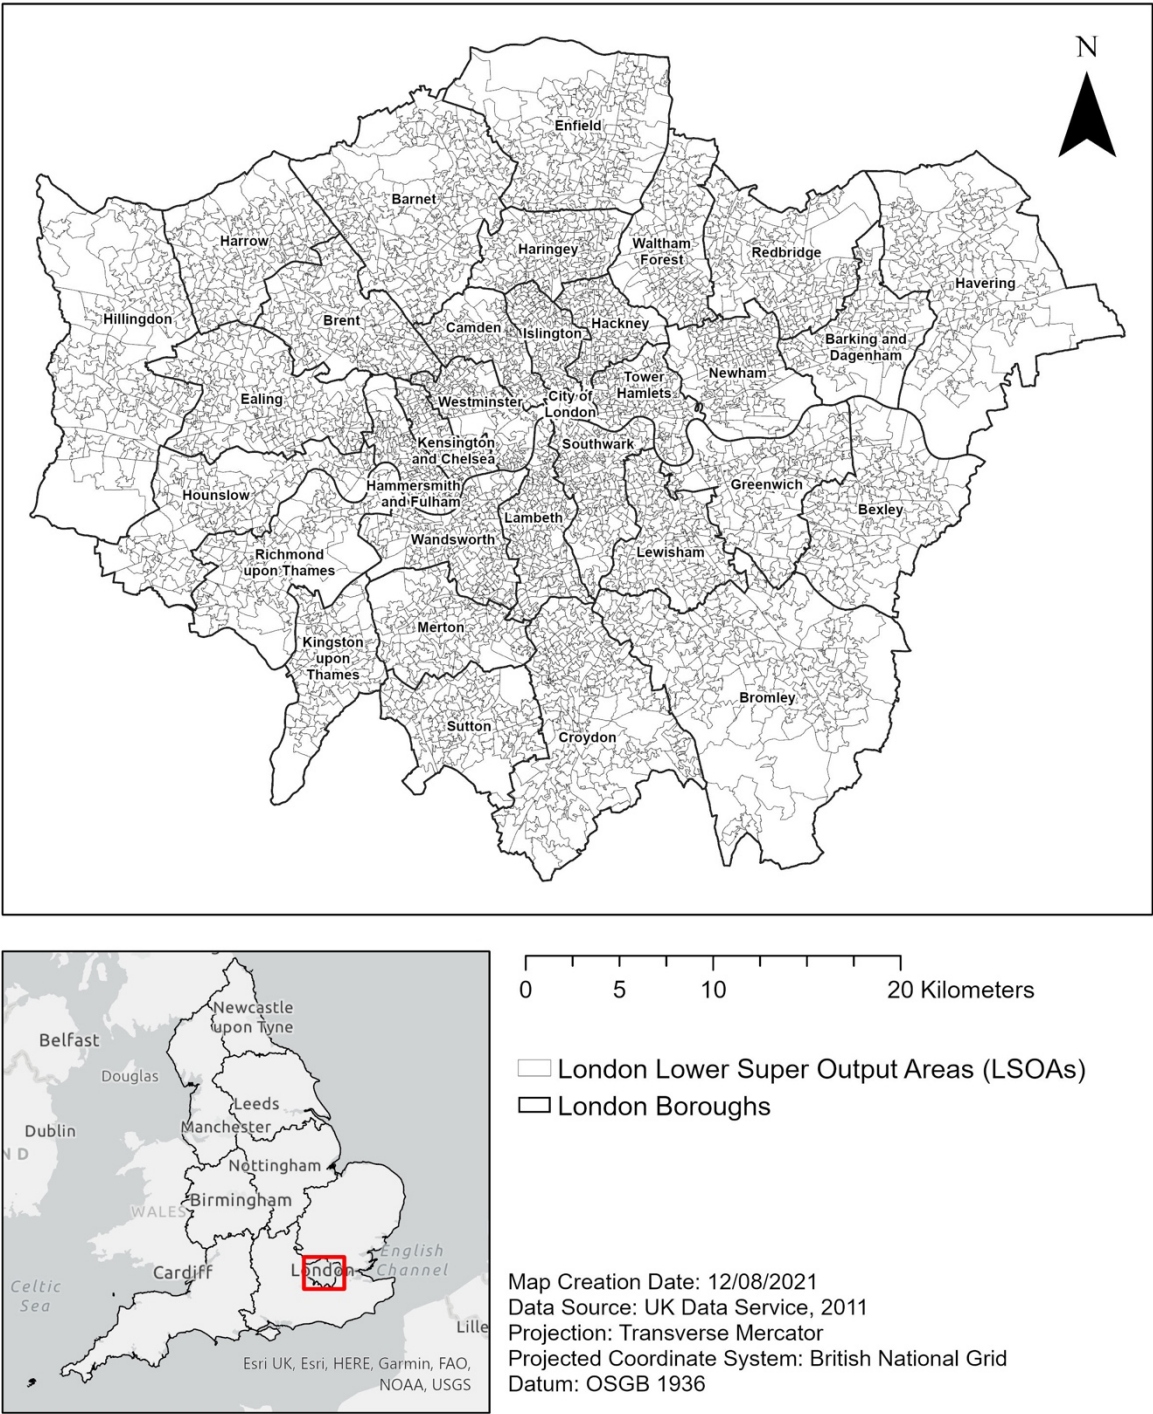 N
Enfield
Barnet
Harrow
Haringey
Waltham
Forest
Redbridge
Havering
Hillingdon
Brent
Camden
Islington
Hackney
Barking and
Dagenham
Newham
Tower
Hamlets
Ealing
Westminster
City of
London
Kensington
and Chelsea
Southwark
Hounslow
Hammersmith
and Fulham
Greenwich
Bexley
Lambeth
Wandsworth
Richmond
upon Thames
Lewisham
Merton
Kingston
upon
Thames
Bromley
Sutton
Croydon
Newcastle
upon Tyne
Belfast
Douglas
Leeds
Manchester
Dublin
N D
Nottingham
Birmingham
WALES
English
Channel
London
Cardiff
Celtic
Sea
Lille
Esri UK, Esri, HERE, Garmin, FAO,
NOAA, USGS
0 5 10 20 Kilometers
London Lower Super Output Areas (LSOAs)
London Boroughs
Map Creation Date: 12/08/2021
Data Source: UK Data Service, 2011
Projection: Transverse Mercator
Projected Coordinate System: British National Grid
Datum: OSGB 1936